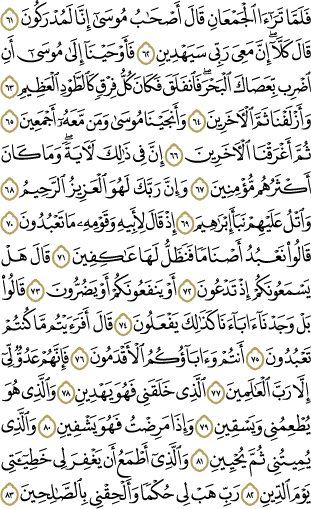 فَلَمَّا تَرَٰٓءَا ٱلۡجَمۡعَانِ قَالَ أَصۡحَٰبُ مُوسَىٰٓ إِنَّا لَمُدۡرَكُونَ ٦١
قَالَ كَلَّآۖ إِنَّ مَعِيَ رَبِّي سَيَهۡدِينِ ٦٢ فَأَوۡحَيۡنَآ إِلَىٰ مُوسَىٰٓ أَنِ
ٱضۡرِب بِّعَصَاكَ ٱلۡبَحۡرَۖ فَٱنفَلَقَ فَكَانَ كُلُّ فِرۡقٖ كَٱلطَّوۡدِ ٱلۡعَظِيمِ ٦٣
وَأَزۡلَفۡنَا ثَمَّ ٱلۡأٓخَرِينَ ٦٤ وَأَنجَيۡنَا مُوسَىٰ وَمَن مَّعَهُۥٓ أَجۡمَعِينَ ٦٥
ثُمَّ أَغۡرَقۡنَا ٱلۡأٓخَرِينَ ٦٦ إِنَّ فِي ذَٰلِكَ لَأٓيَةٗۖ وَمَا كَانَ
أَكۡثَرُهُم مُّؤۡمِنِينَ ٦٧ وَإِنَّ رَبَّكَ لَهُوَ ٱلۡعَزِيزُ ٱلرَّحِيمُ ٦٨
وَٱتۡلُ عَلَيۡهِمۡ نَبَأَ إِبۡرَٰهِيمَ ٦٩ إِذۡ قَالَ لِأَبِيهِ وَقَوۡمِهِۦ مَا تَعۡبُدُونَ ٧٠
قَالُواْ نَعۡبُدُ أَصۡنَامٗا فَنَظَلُّ لَهَا عَٰكِفِينَ ٧١ قَالَ هَلۡ
يَسۡمَعُونَكُمۡ إِذۡ تَدۡعُونَ ٧٢ أَوۡ يَنفَعُونَكُمۡ أَوۡ يَضُرُّونَ ٧٣ قَالُواْ
بَلۡ وَجَدۡنَآ ءَابَآءَنَا كَذَٰلِكَ يَفۡعَلُونَ ٧٤ قَالَ أَفَرَءَيۡتُم مَّا كُنتُمۡ
تَعۡبُدُونَ ٧٥ أَنتُمۡ وَءَابَآؤُكُمُ ٱلۡأَقۡدَمُونَ ٧٦ فَإِنَّهُمۡ عَدُوّٞ لِّيٓ
إِلَّا رَبَّ ٱلۡعَٰلَمِينَ ٧٧ ٱلَّذِي خَلَقَنِي فَهُوَ يَهۡدِينِ ٧٨ وَٱلَّذِي هُوَ
يُطۡعِمُنِي وَيَسۡقِينِ ٧٩ وَإِذَا مَرِضۡتُ فَهُوَ يَشۡفِينِ ٨٠ وَٱلَّذِي
يُمِيتُنِي ثُمَّ يُحۡيِينِ ٨١ وَٱلَّذِيٓ أَطۡمَعُ أَن يَغۡفِرَ لِي خَطِيٓـَٔتِي
يَوۡمَ ٱلدِّينِ ٨٢ رَبِّ هَبۡ لِي حُكۡمٗا وَأَلۡحِقۡنِي بِٱلصَّٰلِحِينَ ٨٣